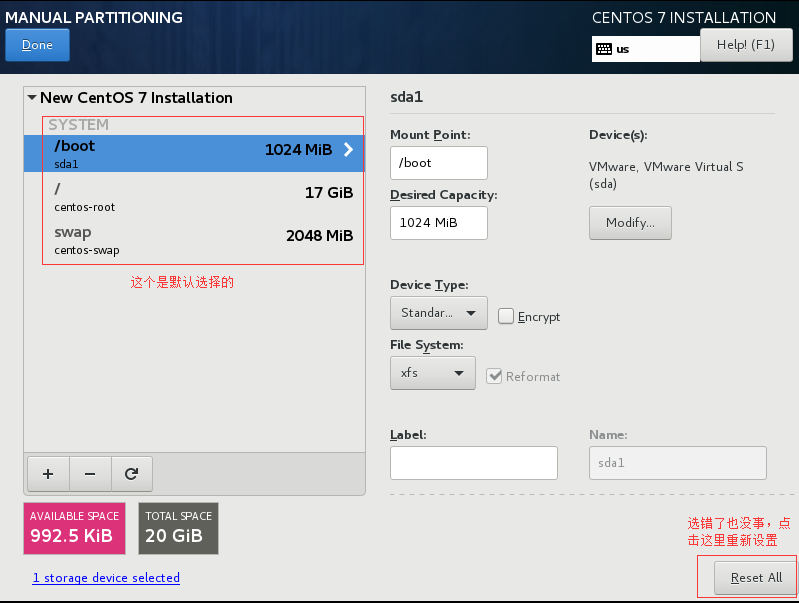 MANUAL PARTITIONING
CENTOS 7 INSTALLATION
Done
us
Help! (F1)
New CentOS 7 Installation
SYSTEM
/boot
1024 MiB
sda1
/
17 GiB
centos-root
swap
2048 MiB
centos-swap
这个是默认选择的
+
−
AVAILABLE SPACE
992.5 KiB
TOTAL SPACE
20 GiB
1 storage device selected
sda1
Mount Point:
/boot
Desired Capacity:
1024 MiB
Device(s):
VMware, VMware Virtual S
(sda)
Modify...
Device Type:
Standar...
Encrypt
File System:
xfs
Reformat
Label:
Name:
sda1
选错了也没事，点
击这里重新设置
Reset All